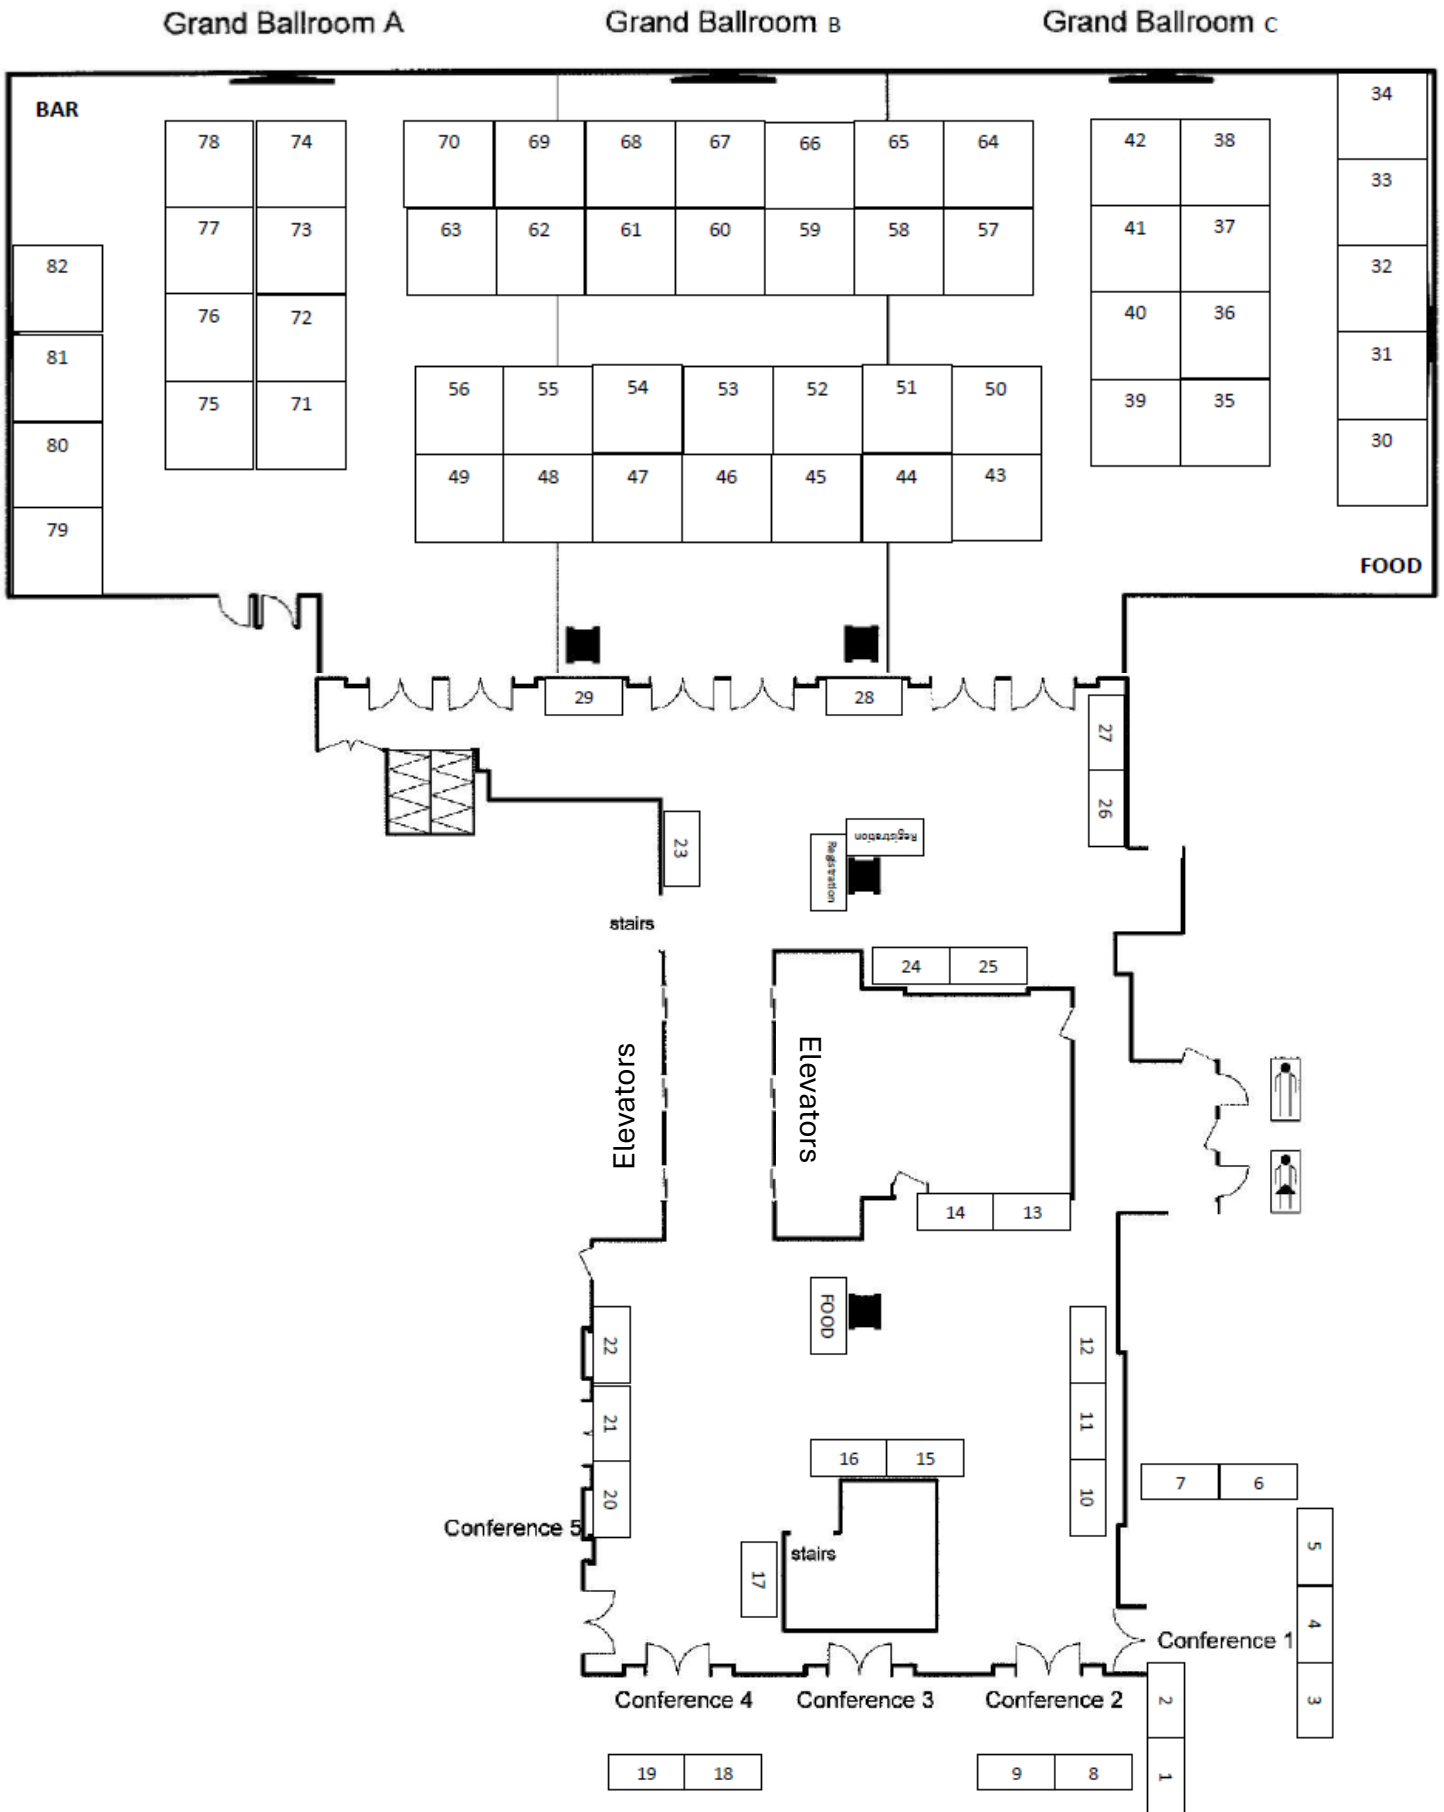 Grand Ballroom A
Grand Ballroom B
Grand Ballroom C
BAR
34
78 74 70 69 68 67 66 65 64 42 38
33
77 73 63 62 61 60 59 58 57 41 37
82 32
76 72 40 36
81 31
75 71 56 55 54 53 52 51 50 39 35
80 30
49 48 47 46 45 44 43
79
FOOD
29 28
27
26
23
Registration
Registration
stairs
24 25
Elevators
Elevators
14 13
FOOD
22 12
21 11
16 15
20 10
7 6
Conference 5
5
stairs
17
4
Conference 1
2 3
Conference 4
Conference 3
Conference 2
19 18 9 8 1